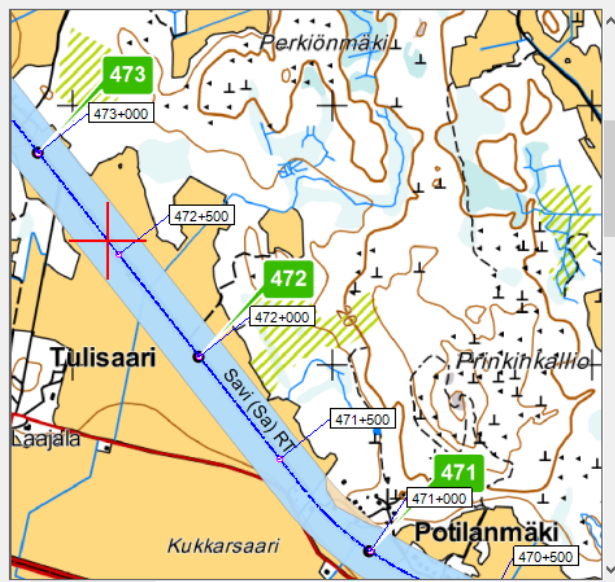 Perkiönmäki
473
473+000
472+500
472
472+000
20
Tulisaari
Prinkinkallio
Savi (Sa) RT
471+500
Laajala
471
471+000
Potilanmäki
Kukkarsaari
470+500